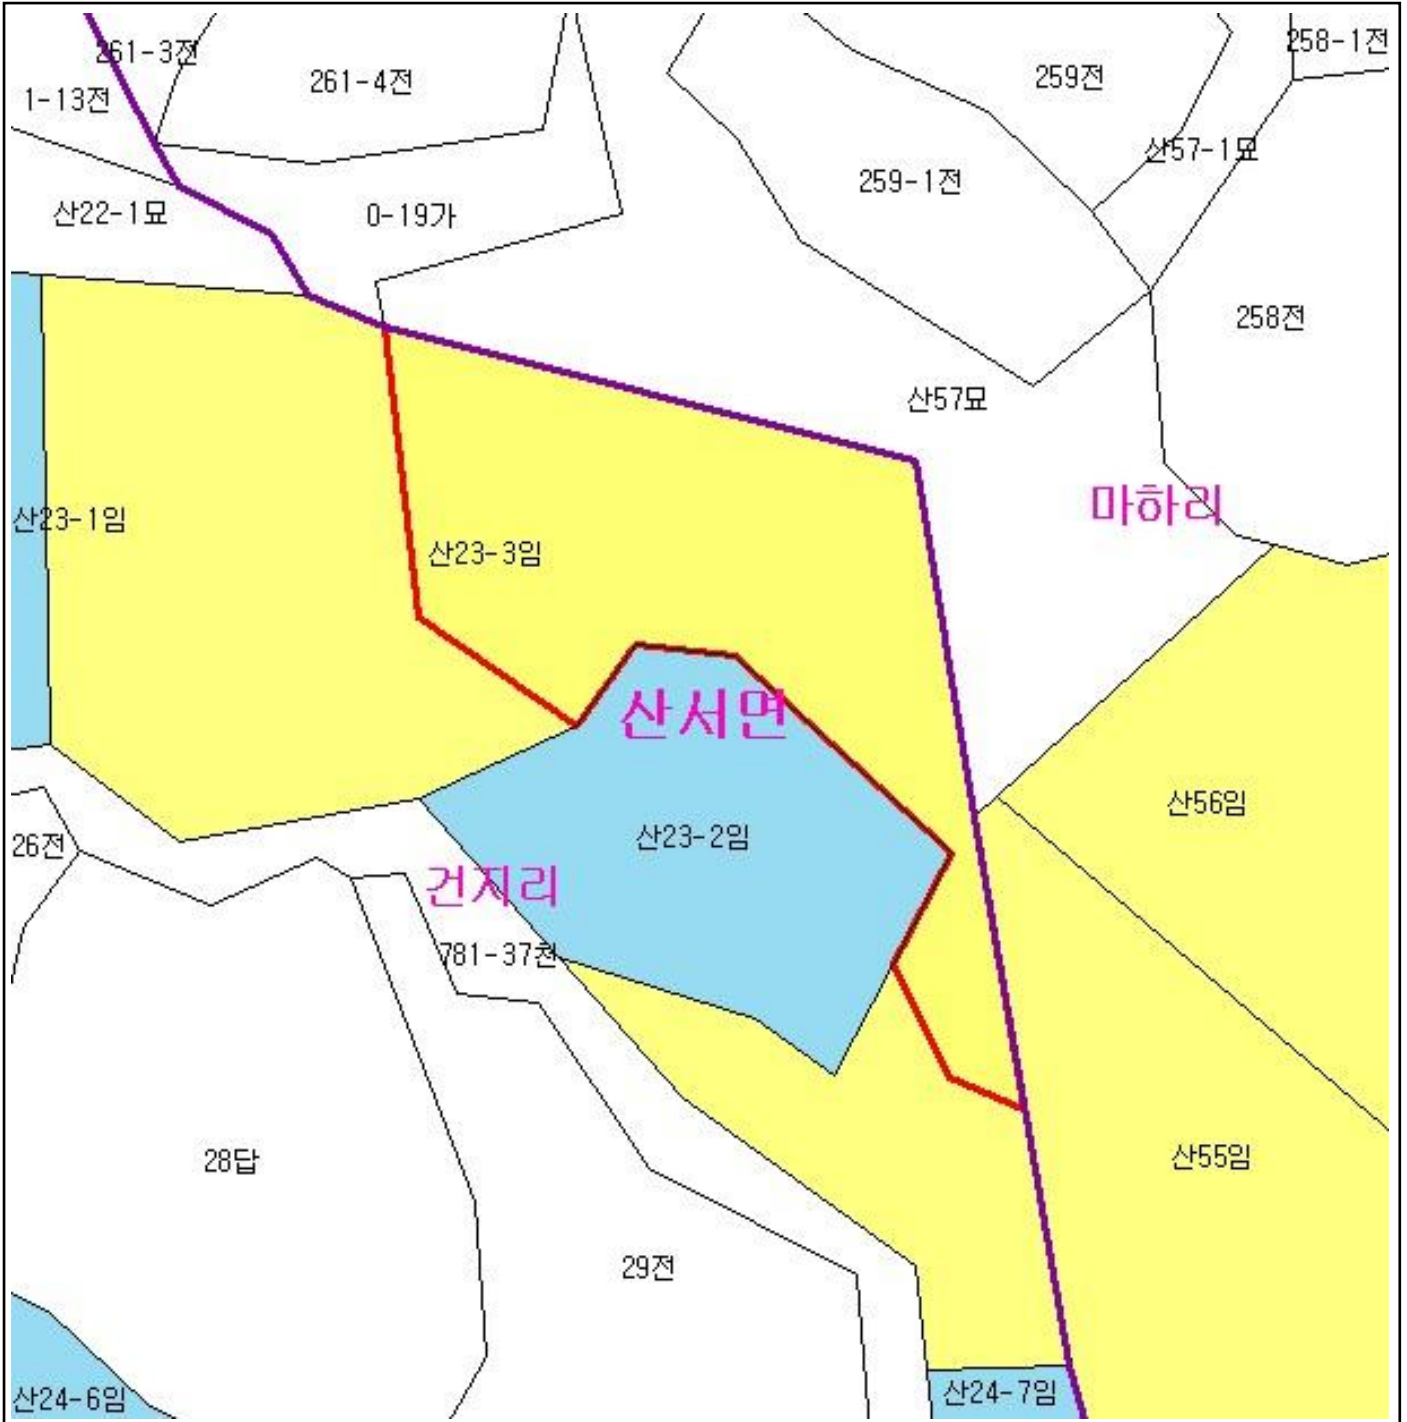 258-1전
261-3전
261-4전
259전
1-13전
산57-1묘
259-1전
산22-1묘
0-19가
258전
산57묘
마하리
산23-1임
산23-3임
산서면
산56임
산23-2임
26전
건지리
781-37천
산55임
28답
29전
산24-7임
산24-6임